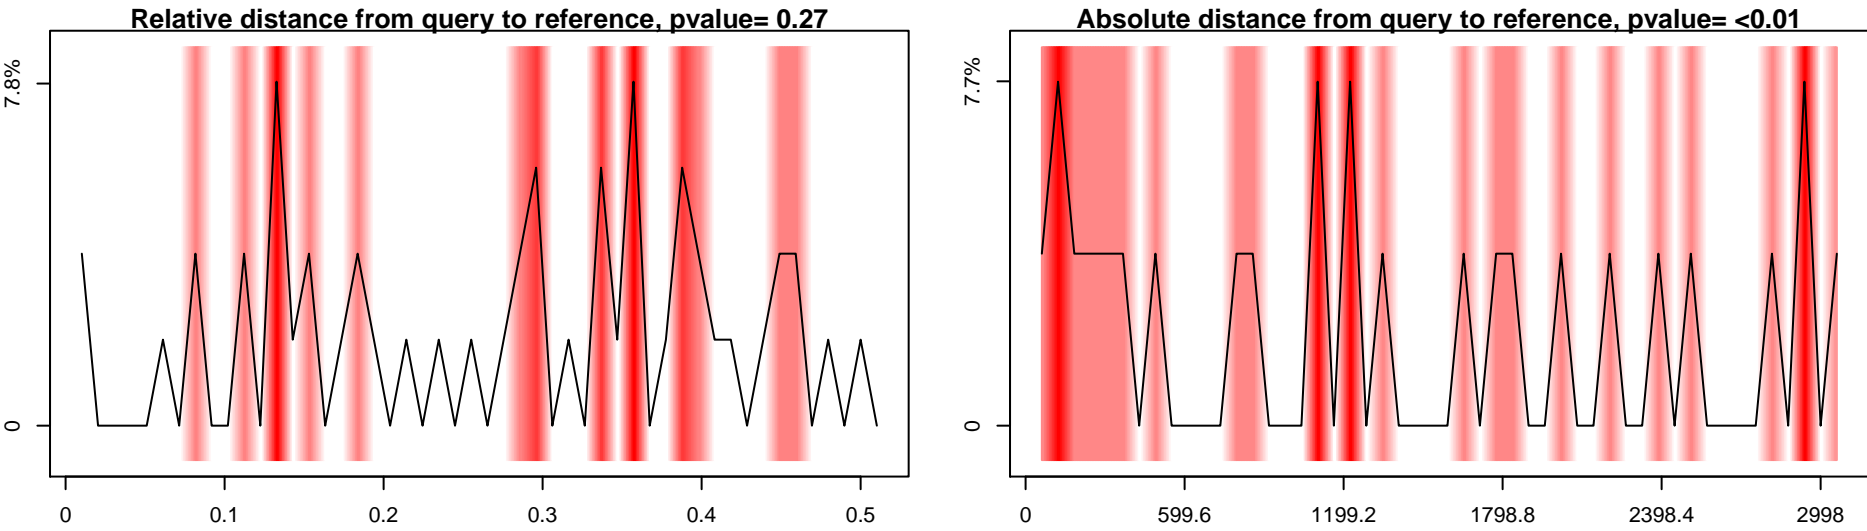 Relative distance from query to reference, pvalue= 0.27
7.8%
0
0 0.1 0.2 0.3 0.4 0.5
Absolute distance from query to reference, pvalue= <0.01
7.7%
0
0 599.6 1199.2 1798.8 2398.4 2998